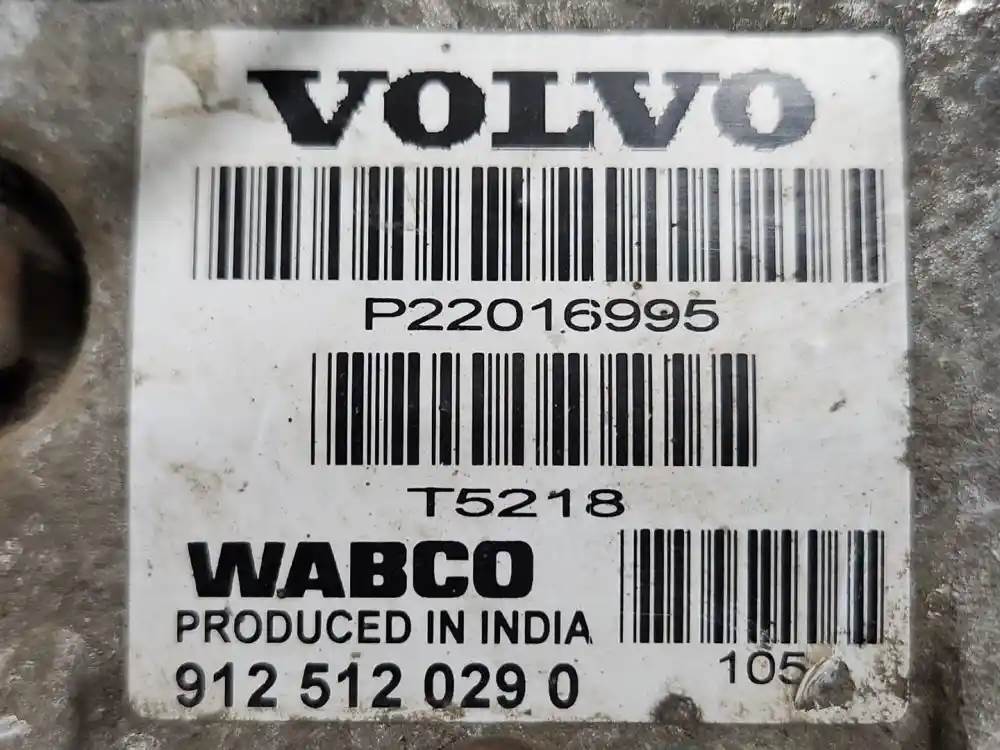 VOLVO
P22016995
T5218
WABCO
PRODUCED IN INDIA
105
912 512 029 0